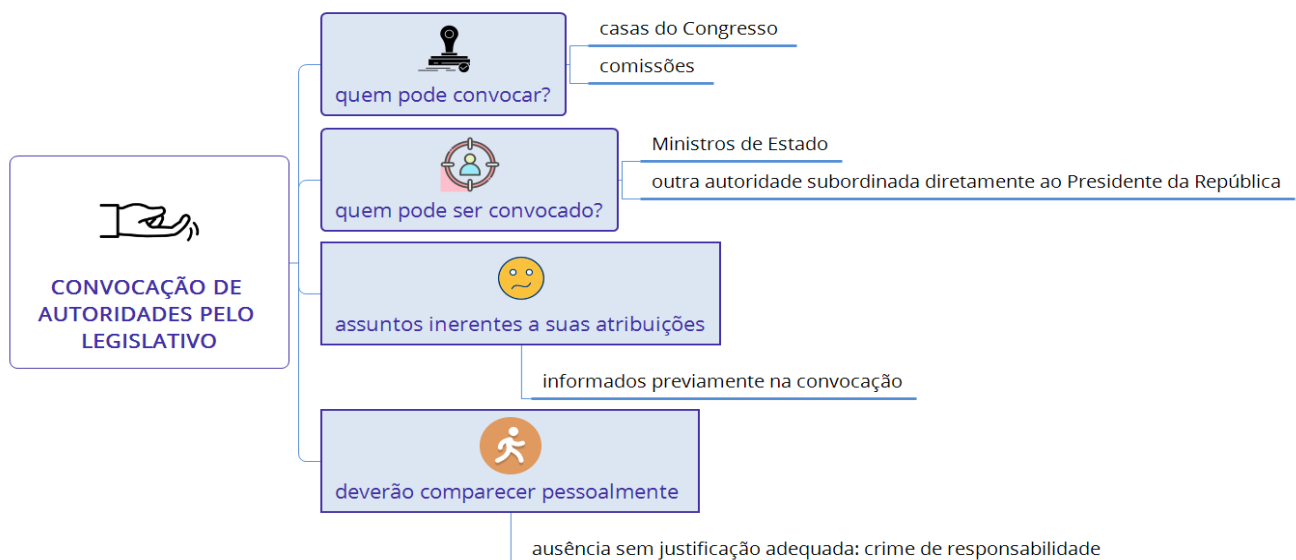 CONVOCAÇÃO DE
AUTORIDADES PELO
LEGISLATIVO
quem pode convocar?
casas do Congresso
comissões
quem pode ser convocado?
Ministros de Estado
outra autoridade subordinada diretamente ao Presidente da República
assuntos inerentes a suas atribuições
informados previamente na convocação
deverão comparecer pessoalmente
ausência sem justificação adequada: crime de responsabilidade